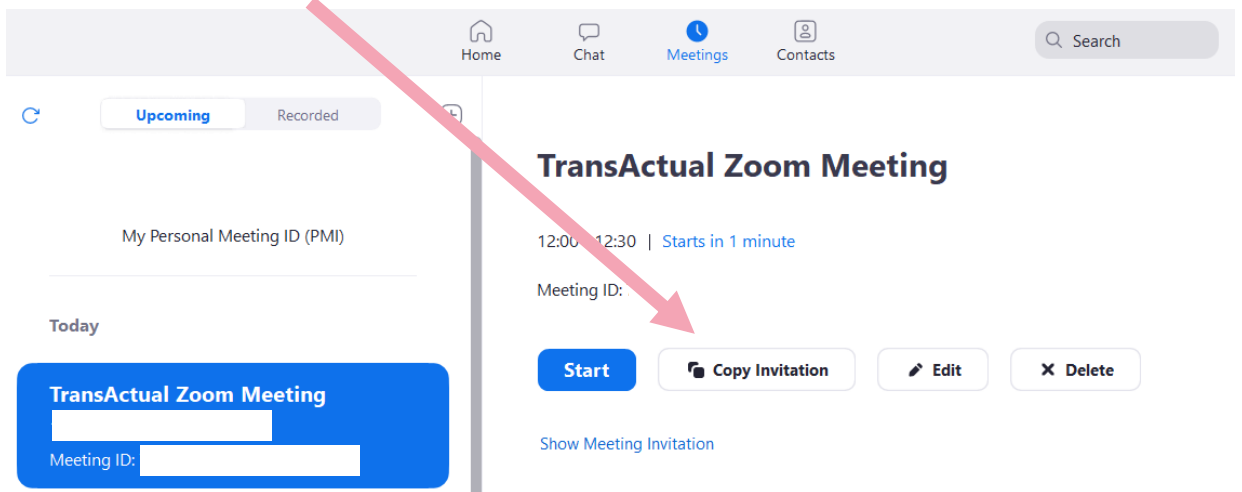 Home
Chat
Meetings
Contacts
Search
Upcoming
Recorded
My Personal Meeting ID (PMI)
Today
TransActual Zoom Meeting
Meeting ID:
TransActual Zoom Meeting
12:00 12:30 | Starts in 1 minute
Meeting ID:
Start
Copy Invitation
Edit
Delete
Show Meeting Invitation